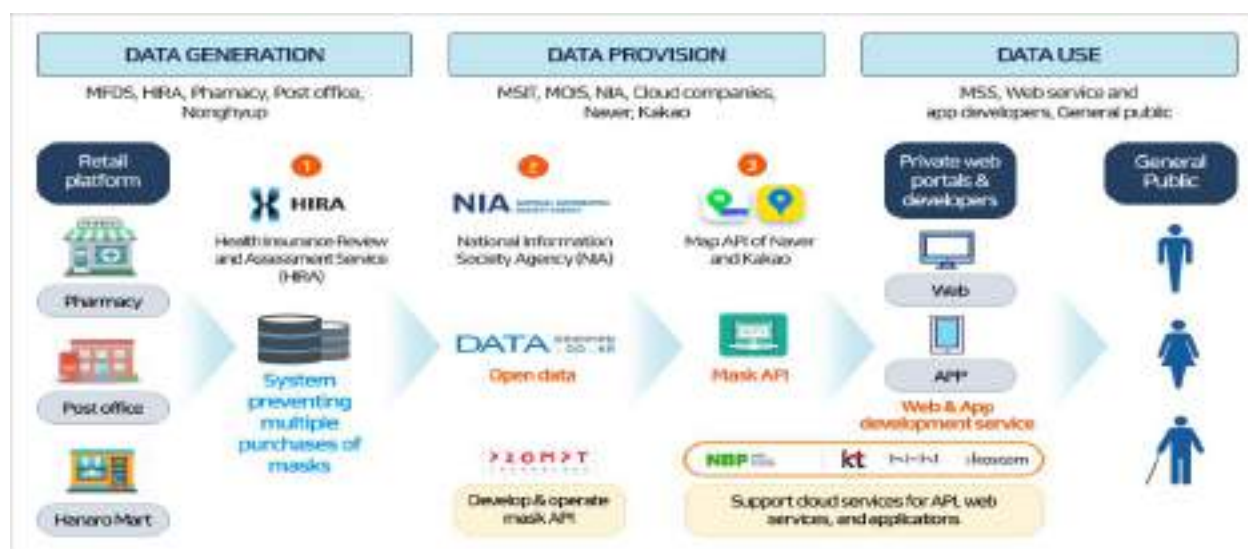 DATA GENERATION
MFDS, HIRA, Pharmacy, Post office,
Nonghyup
DATA PROVISION
MSIT, MOIS, NIA, Cloud companies,
Naver, Kakao
DATA USE
MSS, Web service and
app developers, General public
Retail
platform
Pharmacy
Post office
Hanaro Mart
1
HIRA
Health Insurance Review
and Assessment Service
(HIRA)
System
preventing
multiple
purchases of
masks
2
NIA
National Information
Society Agency (NIA)
DATA
Open data
Develop & operate
mask API
3
Map API of Naver
and Kakao
Mask API
NBP
kt
Support cloud services for API, web
services, and applications
Private web
portals &
developers
Web
APP
Web & App
development service
General
Public